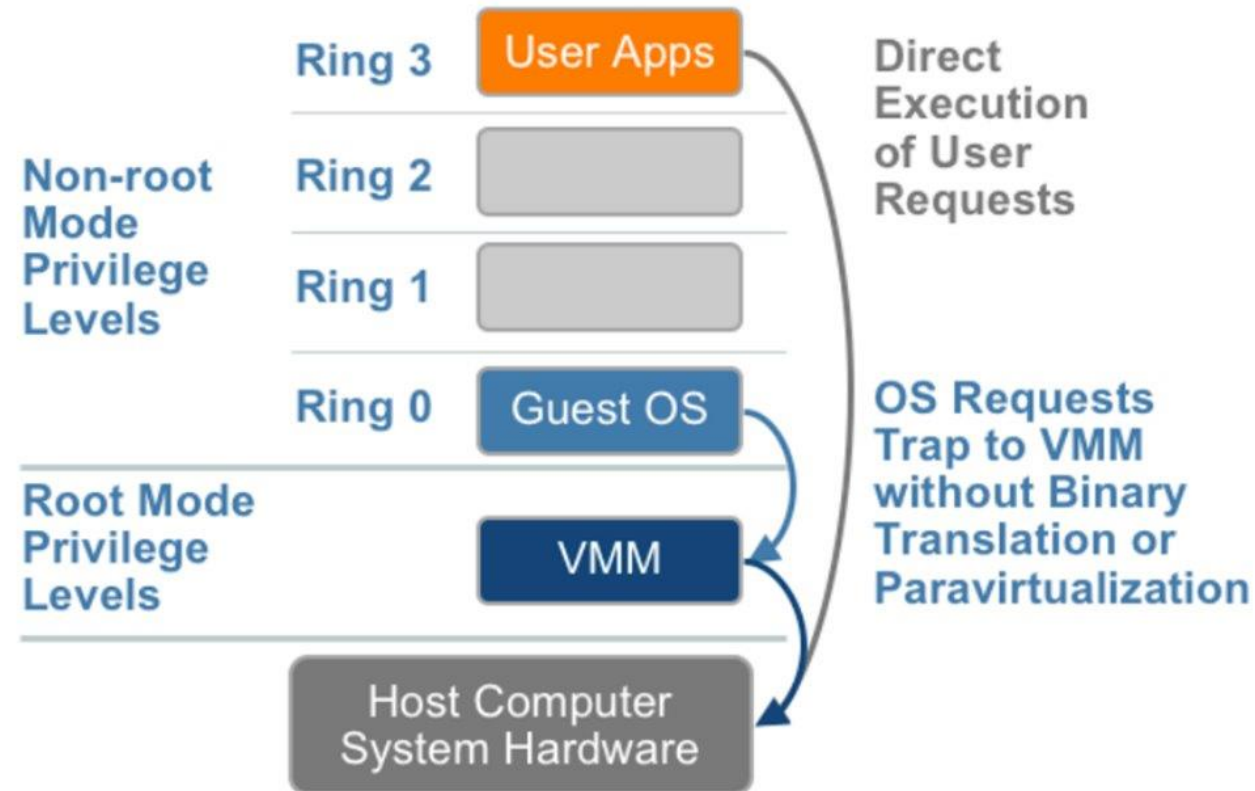 Ring 3
User Apps
Direct
Execution
of User
Requests
Non-root
Mode
Privilege
Levels
Ring 2
Ring 1
Ring 0
Guest OS
OS Requests
Trap to VMM
without Binary
Translation or
Paravirtualization
Root Mode
Privilege
Levels
VMM
Host Computer
System Hardware